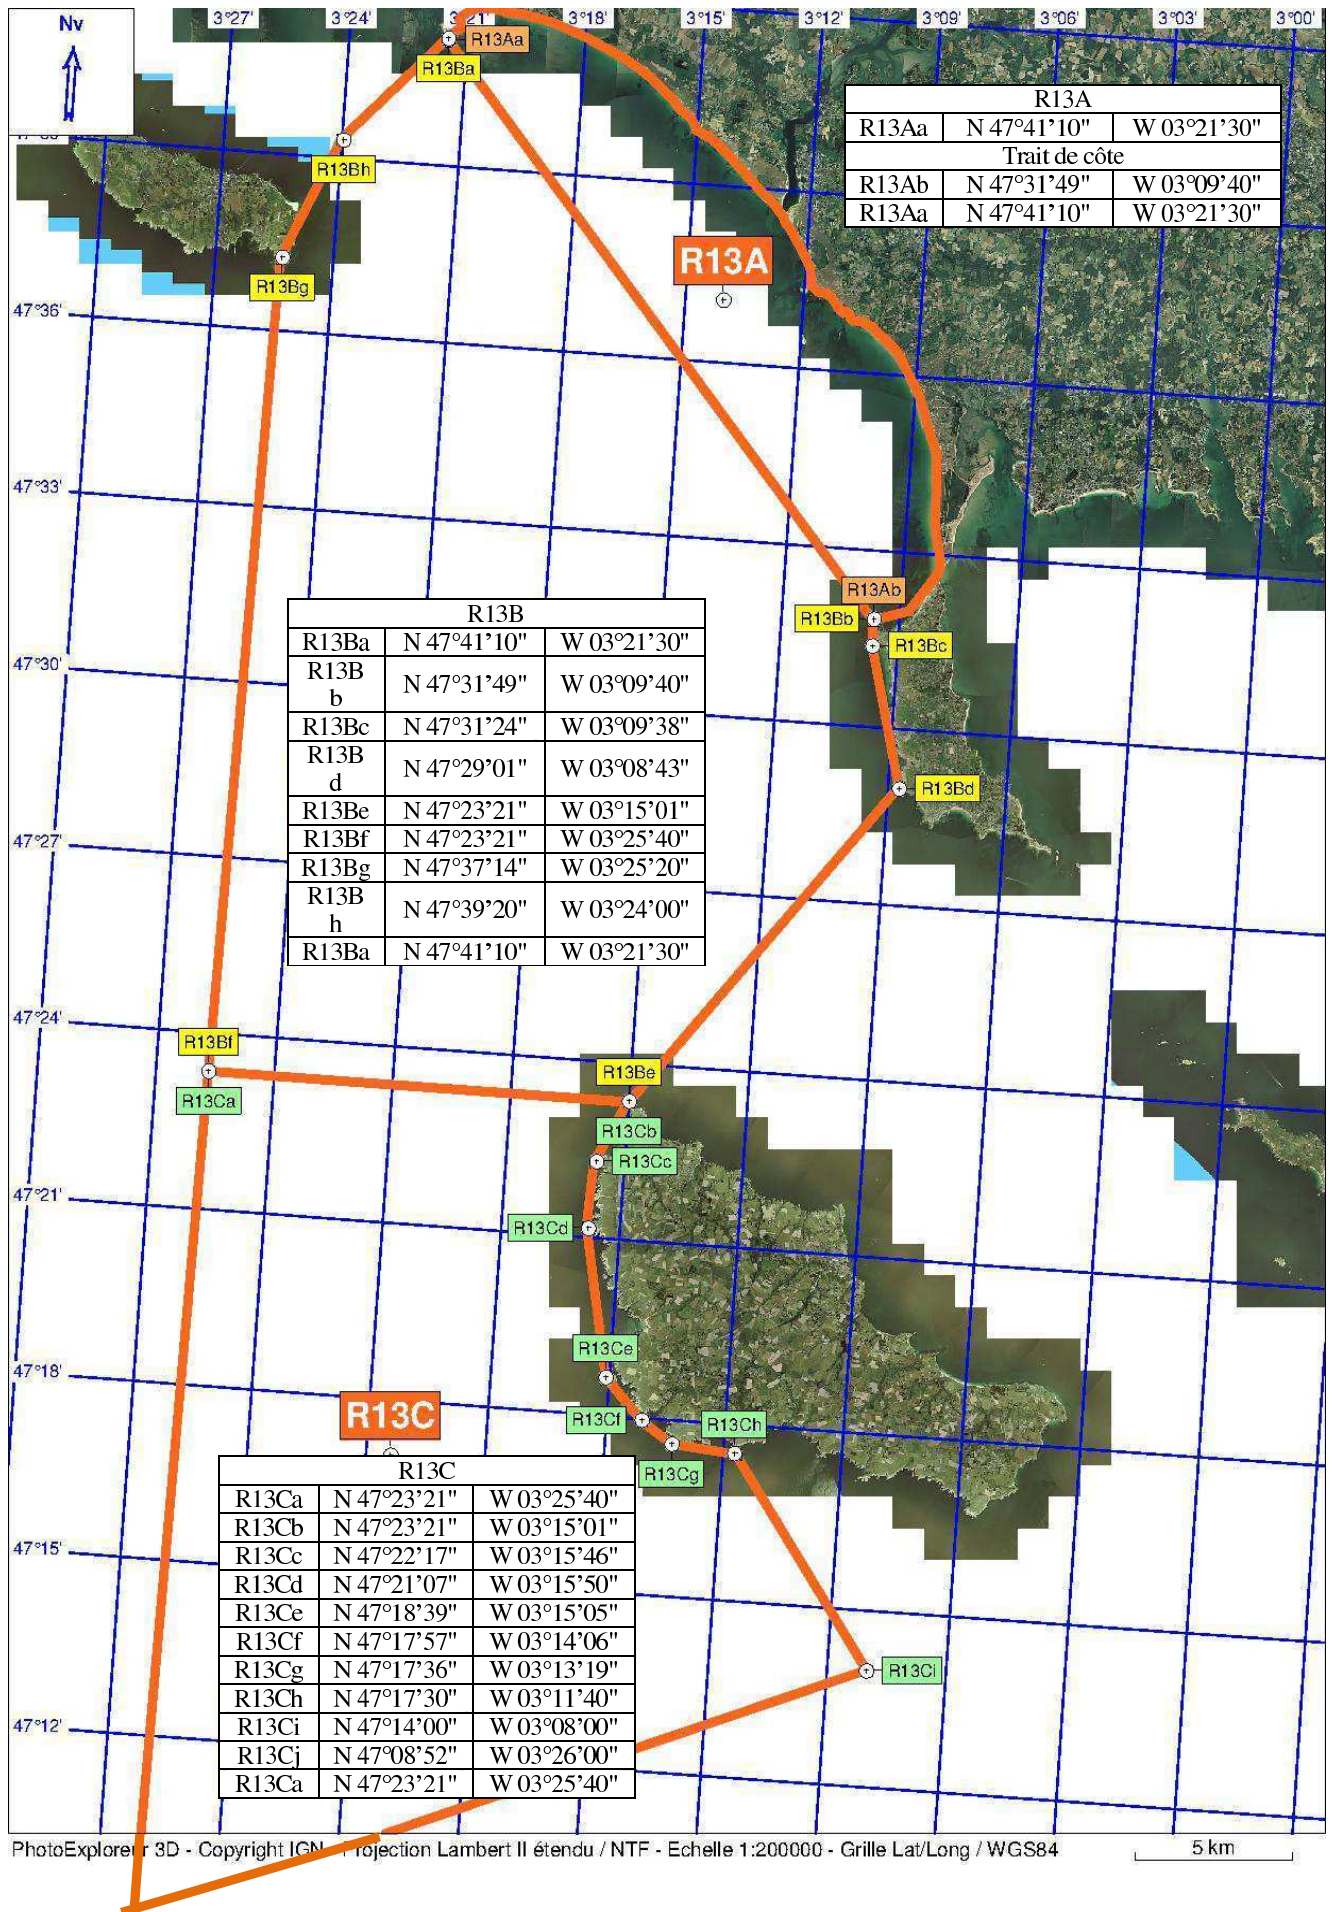 3°27' 3°24' 3°21' 3°18' 3°15' 3°12' 3°09' 3°06' 3°03' 3°00'
Nv
R13Aa
R13Ba
R13A
R13Aa N 47°41'10" W 03°21'30"
Trait de côte
R13Ab N 47°31'49" W 03°09'40"
R13Aa N 47°41'10" W 03°21'30"
R13Bh
R13A
R13Bg
47°36'
47°33'
R13Ab
R13Bb
R13Bc
R13B
R13Ba N 47°41'10" W 03°21'30"
R13B
b N 47°31'49" W 03°09'40"
R13Bc N 47°31'24" W 03°09'38"
R13B
d N 47°29'01" W 03°08'43"
R13Be N 47°23'21" W 03°15'01"
R13Bf N 47°23'21" W 03°25'40"
R13Bg N 47°37'14" W 03°25'20"
R13B
h N 47°39'20" W 03°24'00"
R13Ba N 47°41'10" W 03°21'30"
47°30'
R13Bd
47°27'
47°24'
R13Bf
R13Be
R13Ca
R13Cb
R13Cc
47°21'
R13Cd
R13Ce
47°18'
R13C
R13Cf
R13Ch
R13Cg
R13C
R13Ca N 47°23'21" W 03°25'40"
R13Cb N 47°23'21" W 03°15'01"
R13Cc N 47°22'17" W 03°15'46"
R13Cd N 47°21'07" W 03°15'50"
R13Ce N 47°18'39" W 03°15'05"
R13Cf N 47°17'57" W 03°14'06"
R13Cg N 47°17'36" W 03°13'19"
R13Ch N 47°17'30" W 03°11'40"
R13Ci N 47°14'00" W 03°08'00"
R13Cj N 47°08'52" W 03°26'00"
R13Ca N 47°23'21" W 03°25'40"
47°15'
R13Ci
47°12'
PhotoExploreur 3D - Copyright IGN - Projection Lambert II étendu / NTF - Echelle 1:200000 - Grille Lat/Long / WGS84
5 km